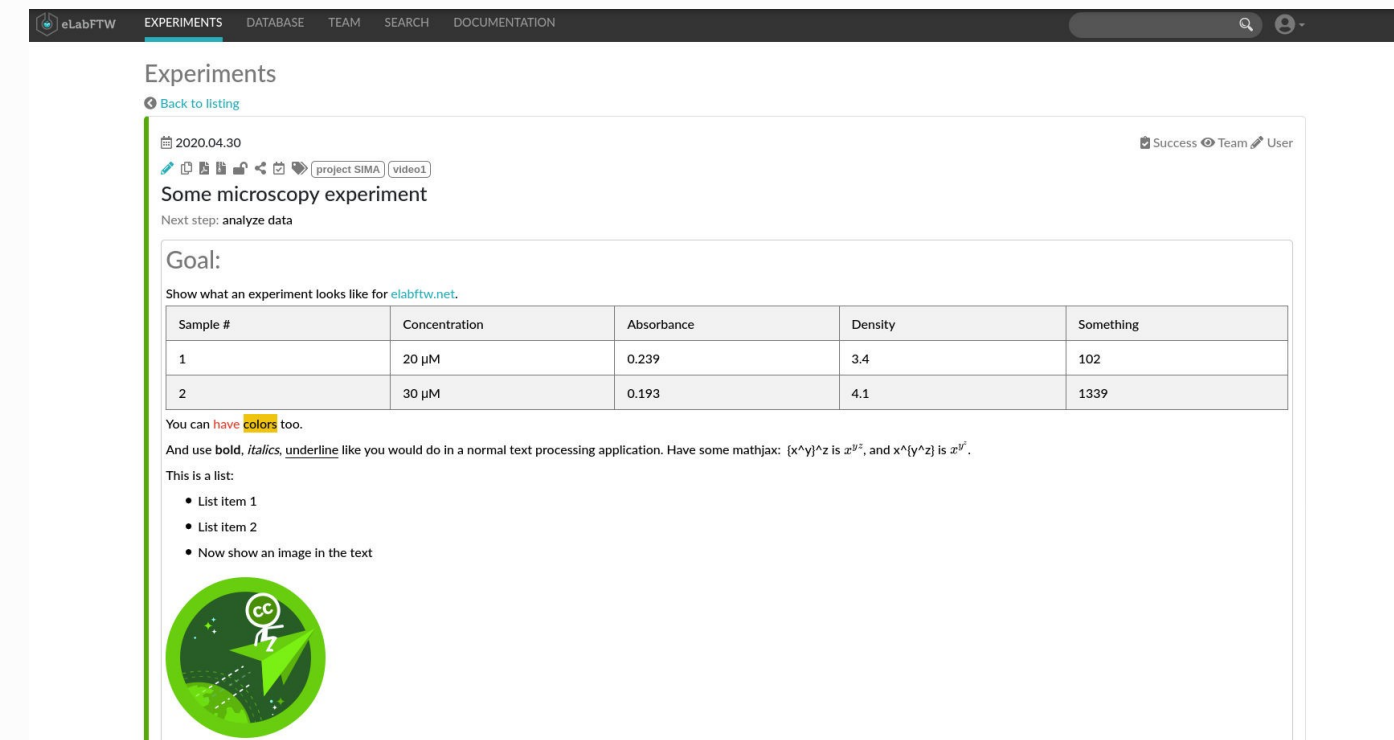 eLabFTW EXPERIMENTS DATABASE TEAM SEARCH DOCUMENTATION
Experiments
Back to listing
2020.04.30 Success Team User
project SIMA video1
Some microscopy experiment
Next step: analyze data
Goal:
Show what an experiment looks like for elabftw.net.
Sample # Concentration Absorbance Density Something
1 20 µM 0.239 3.4 102
2 30 µM 0.193 4.1 1339
You can have colors too.
And use bold, italics, underline like you would do in a normal text processing application. Have some mathjax: {x^y}^z is x^{yz}, and x^{y^z} is x^{y^z}.
This is a list:
• List item 1
• List item 2
• Now show an image in the text
cc